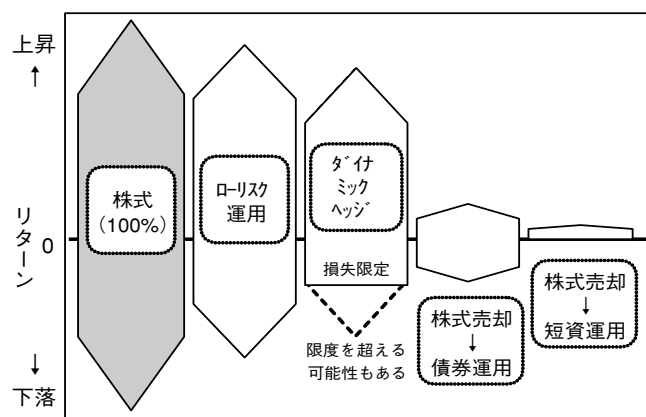 上昇
↑
リターン
0
↓
下落
株式
(100%)
ﾛｰﾘｽｸ
運用
ﾀﾞｲﾅ
ﾐｯｸ
ﾍｯｼﾞ
損失限定
限度を超える
可能性もある
株式売却
↓
債券運用
株式売却
↓
短資運用